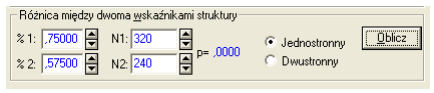 Różnica między dwoma wskaźnikami struktury
% 1: ,75000 N1: 320 Jednostronny Oblicz
p= ,0000
% 2: ,57500 N2: 240 Dwustronny